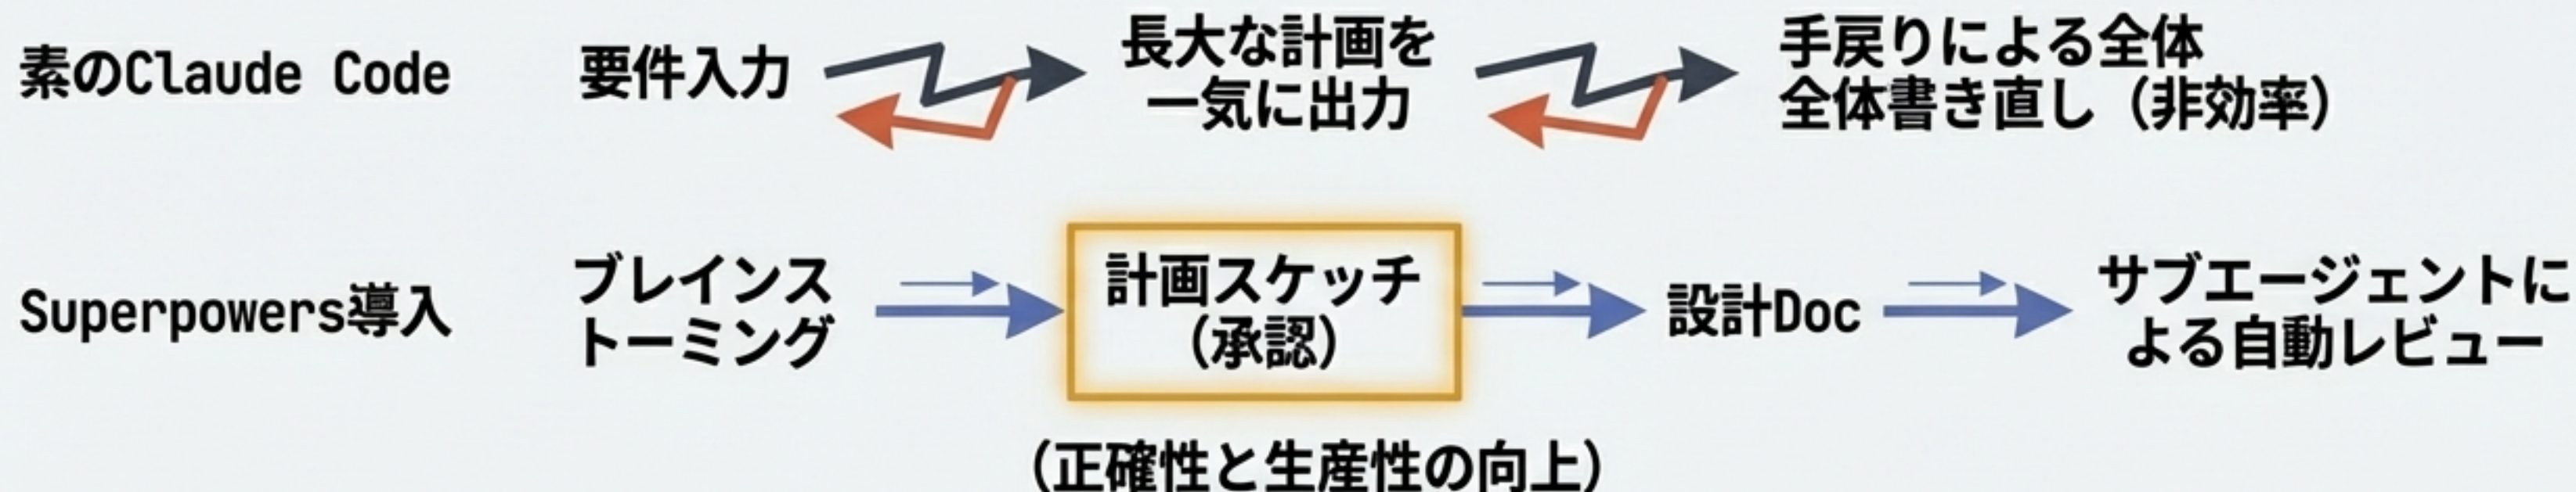 素のClaude Code
要件入力
長大な計画を
一気に出力
手戻りによる全体
全体書き直し（非効率）
Superpowers導入
ブレインス
トーミング
計画スケッチ
（承認）
設計Doc
サブエージェントに
よる自動レビュー
（正確性と生産性の向上）